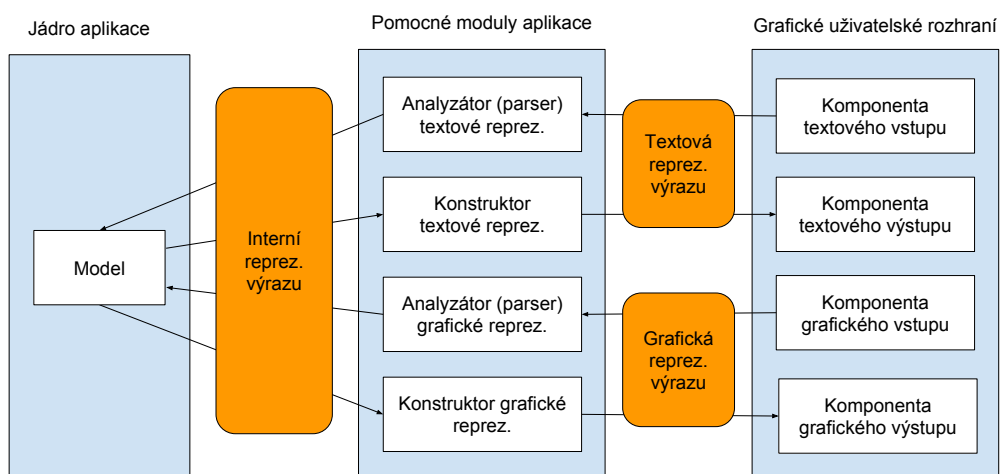 Jádro aplikace
Pomocné moduly aplikace
Grafické uživatelské rozhraní
Analyzátor (parser)
textové reprez.
Konstruktor
textové reprez.
Analyzátor (parser)
grafické reprez.
Konstruktor grafické
reprez.
Model
Interní
reprez.
výrazu
Textová
reprez.
výrazu
Grafická
reprez.
výrazu
Komponenta
textového vstupu
Komponenta
textového výstupu
Komponenta
grafického vstupu
Komponenta
grafického výstupu